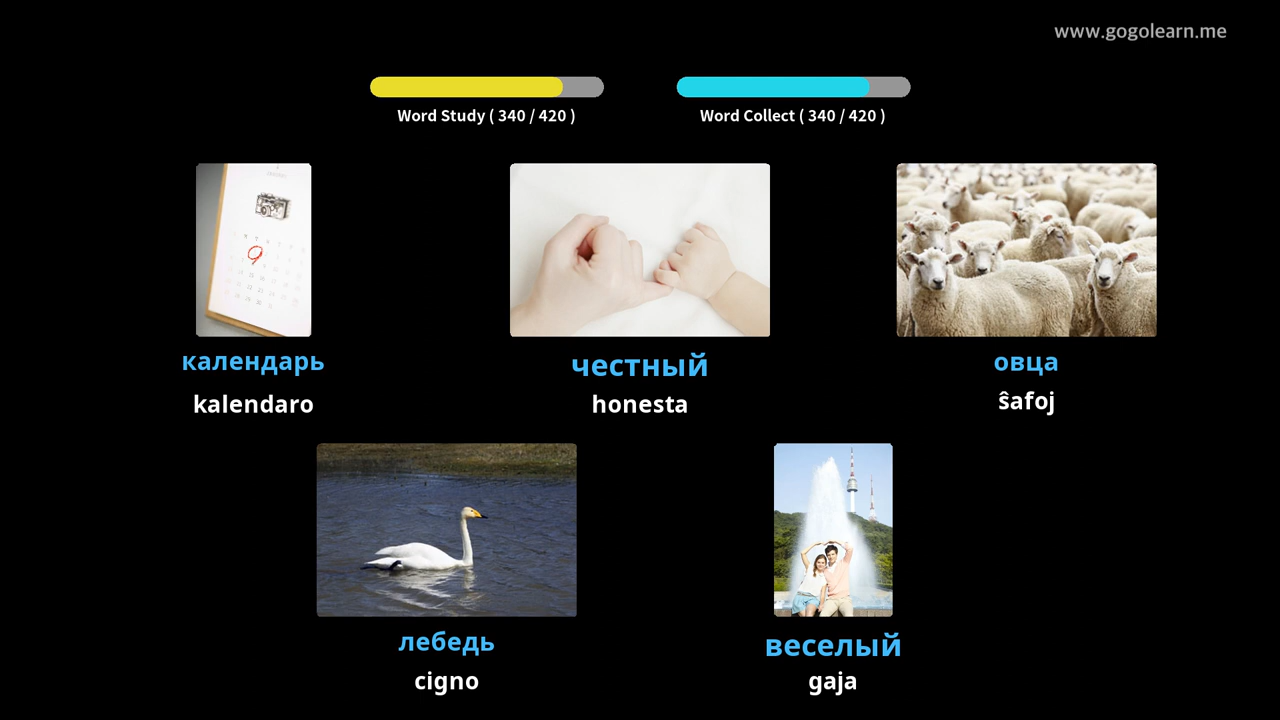 www.gogolearn.me
Word Study ( 340 / 420 )
Word Collect ( 340 / 420 )
календарь
kalendaro
честный
honesta
овца
ŝafoj
лебедь
cigno
веселый
gaja